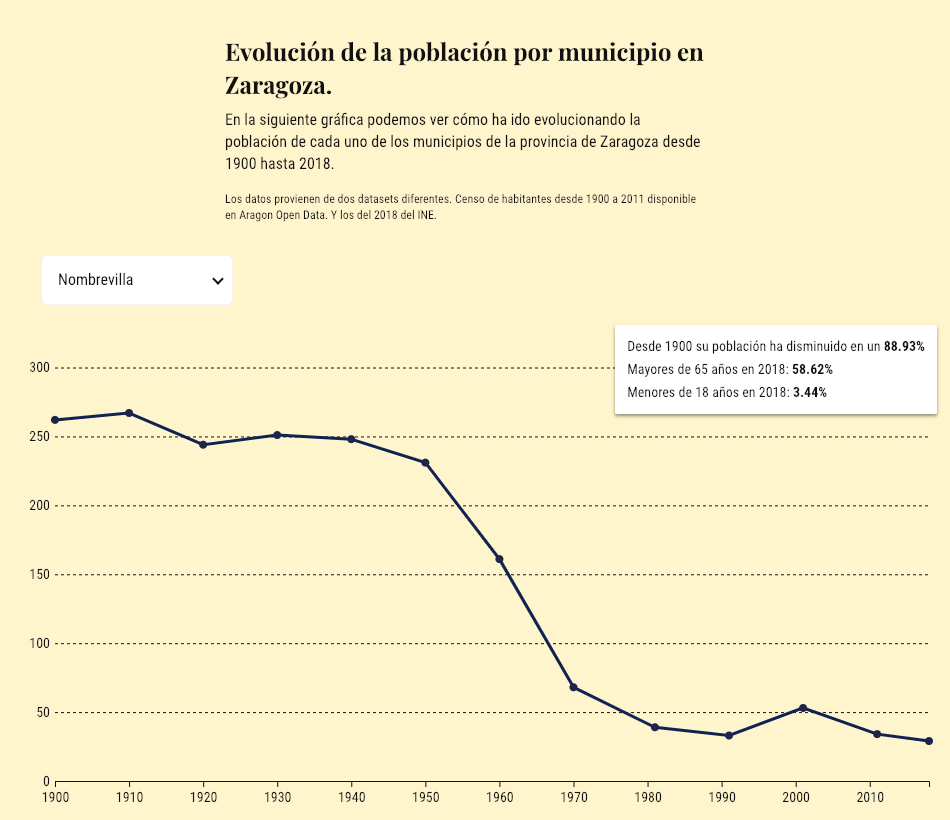 Evolución de la población por municipio en
Zaragoza.
En la siguiente gráfica podemos ver cómo ha ido evolucionando la
población de cada uno de los municipios de la provincia de Zaragoza desde
1900 hasta 2018.
Los datos provienen de dos datasets diferentes. Censo de habitantes desde 1900 a 2011 disponible
en Aragon Open Data. Y los del 2018 del INE.
Nombrevilla
Desde 1900 su población ha disminuido en un 88.93%
Mayores de 65 años en 2018: 58.62%
Menores de 18 años en 2018: 3.44%
300
250
200
150
100
50
0
1900 1910 1920 1930 1940 1950 1960 1970 1980 1990 2000 2010